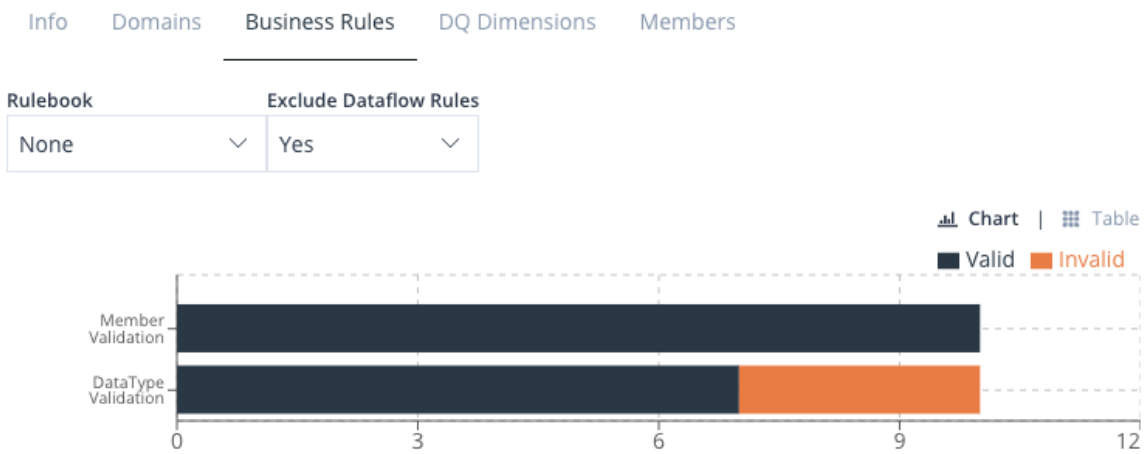 Info Domains Business Rules DQ Dimensions Members
Rulebook Exclude Dataflow Rules
None Yes
Chart | Table
Valid Invalid
Member
Validation
DataType
Validation
0 3 6 9 12